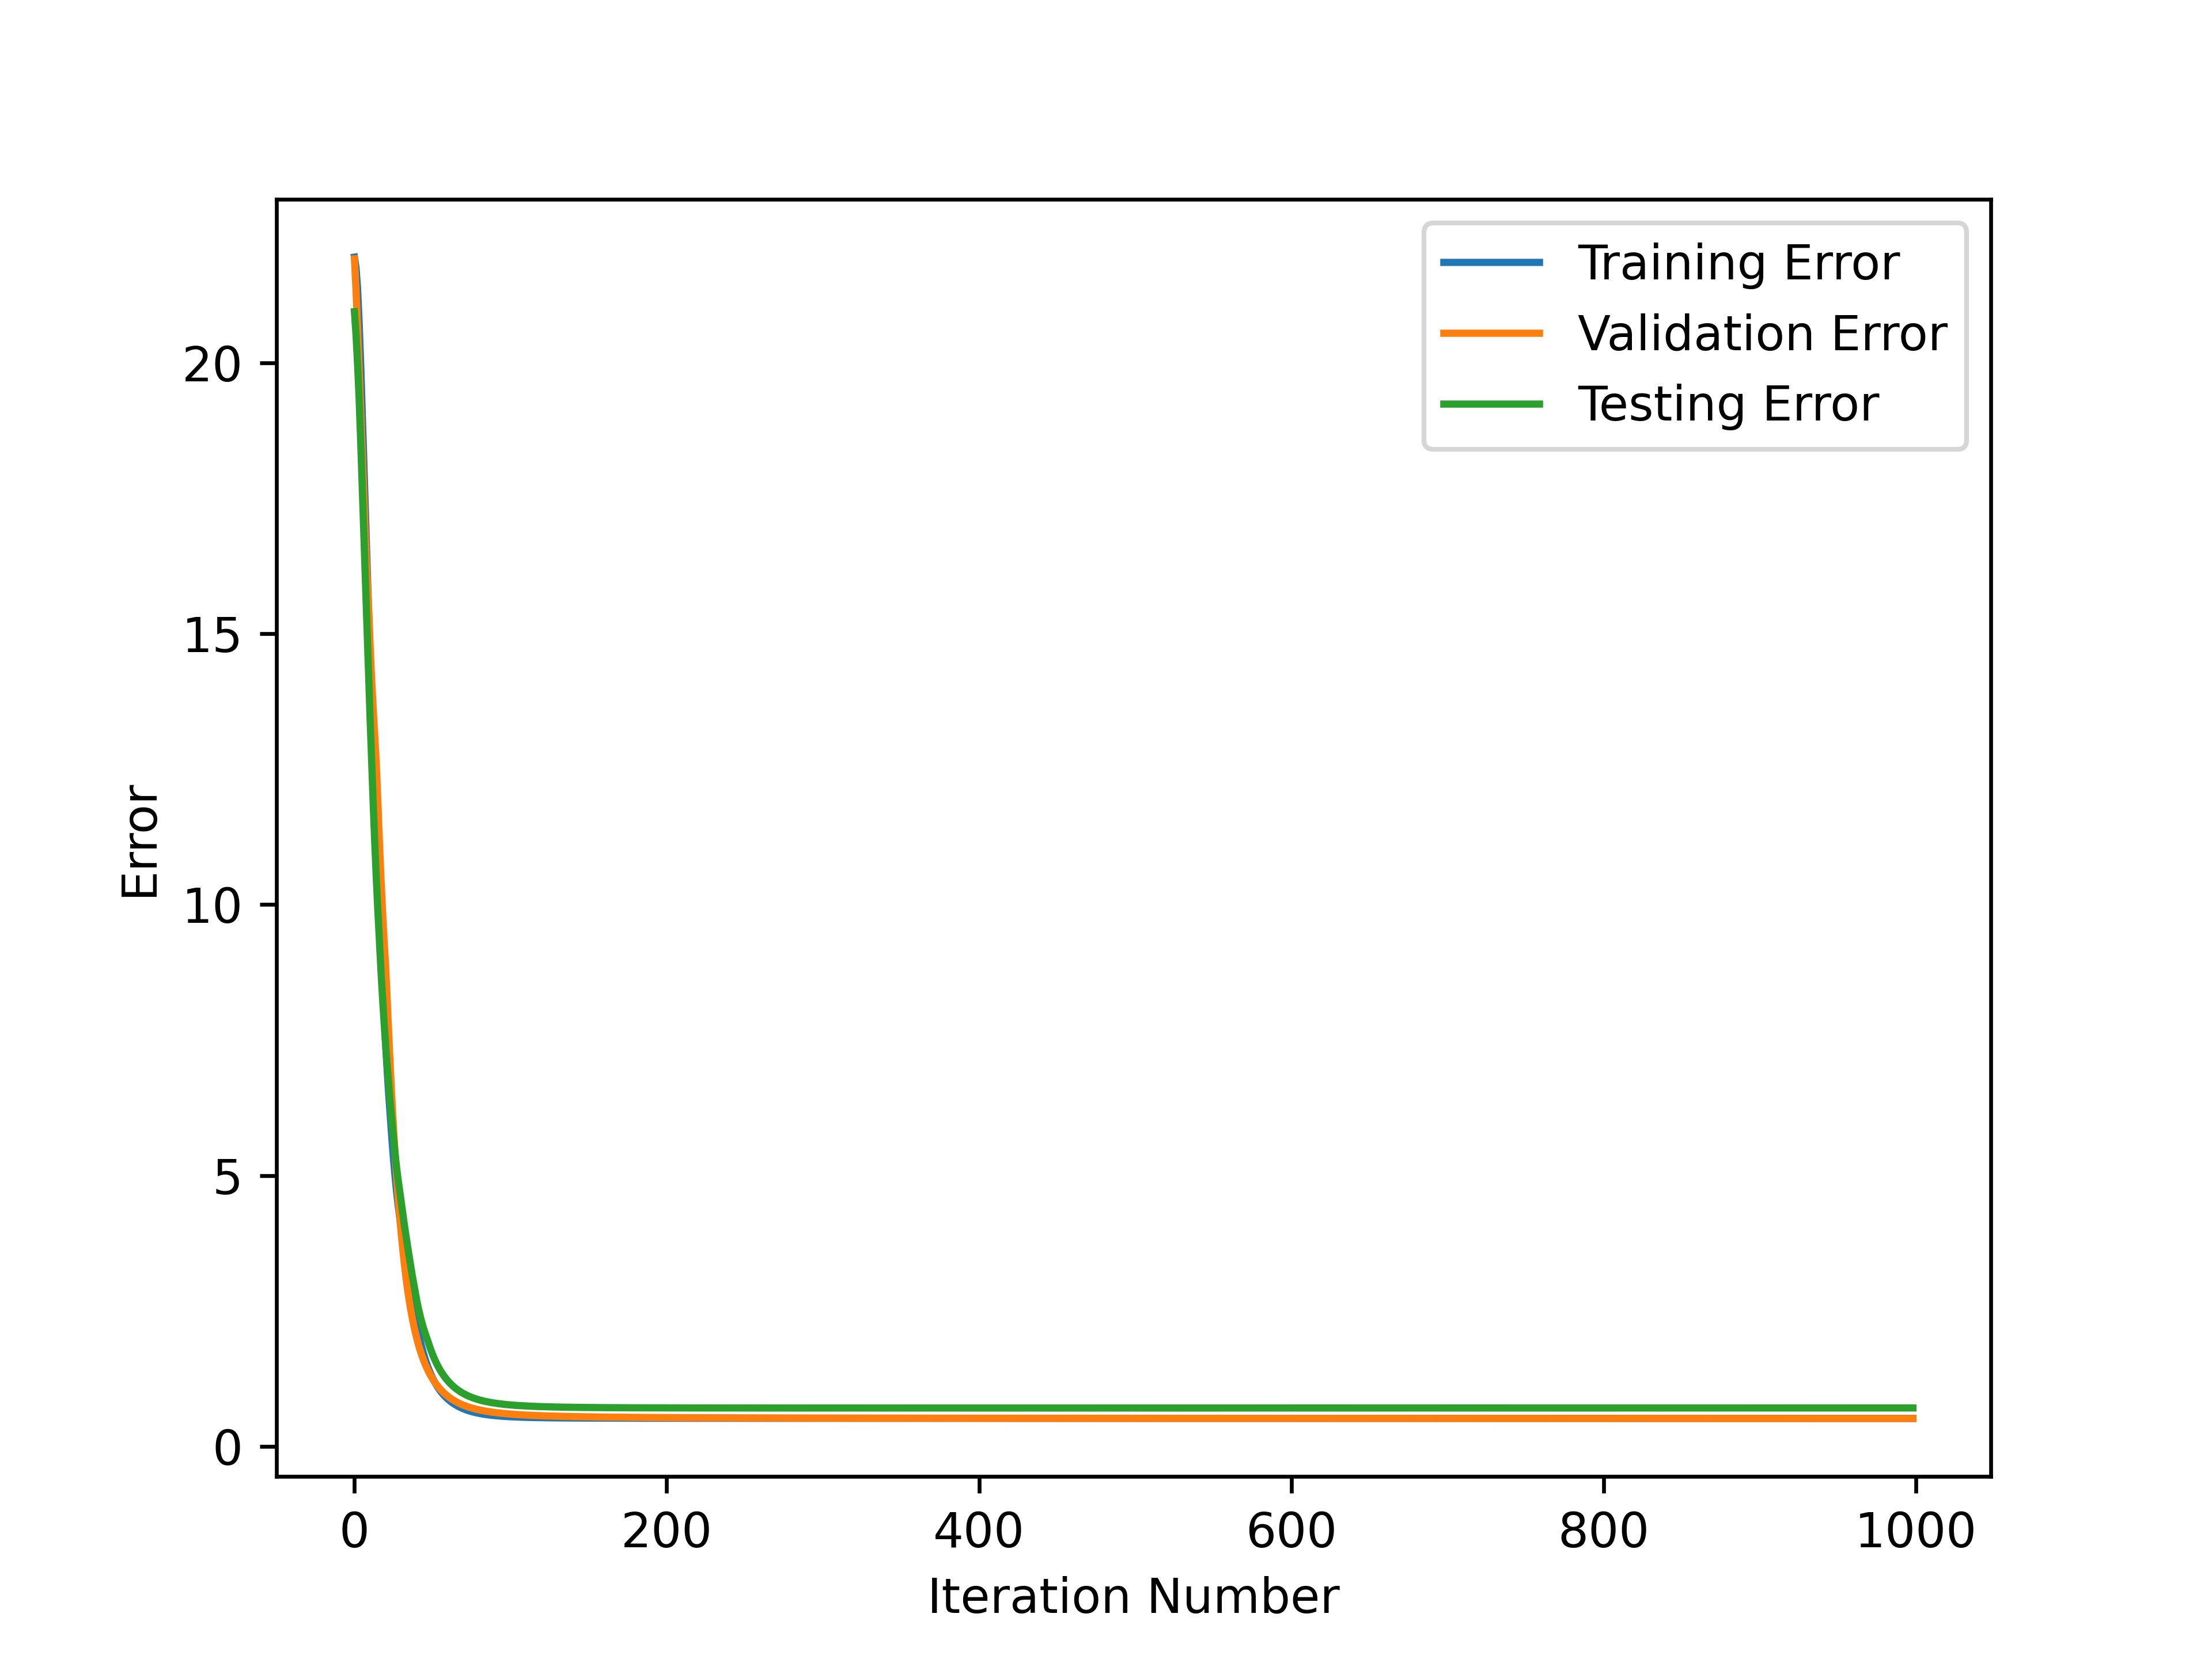 Training Error
Validation Error
Testing Error
20
15
10
5
0
Error
0 200 400 600 800 1000
Iteration Number